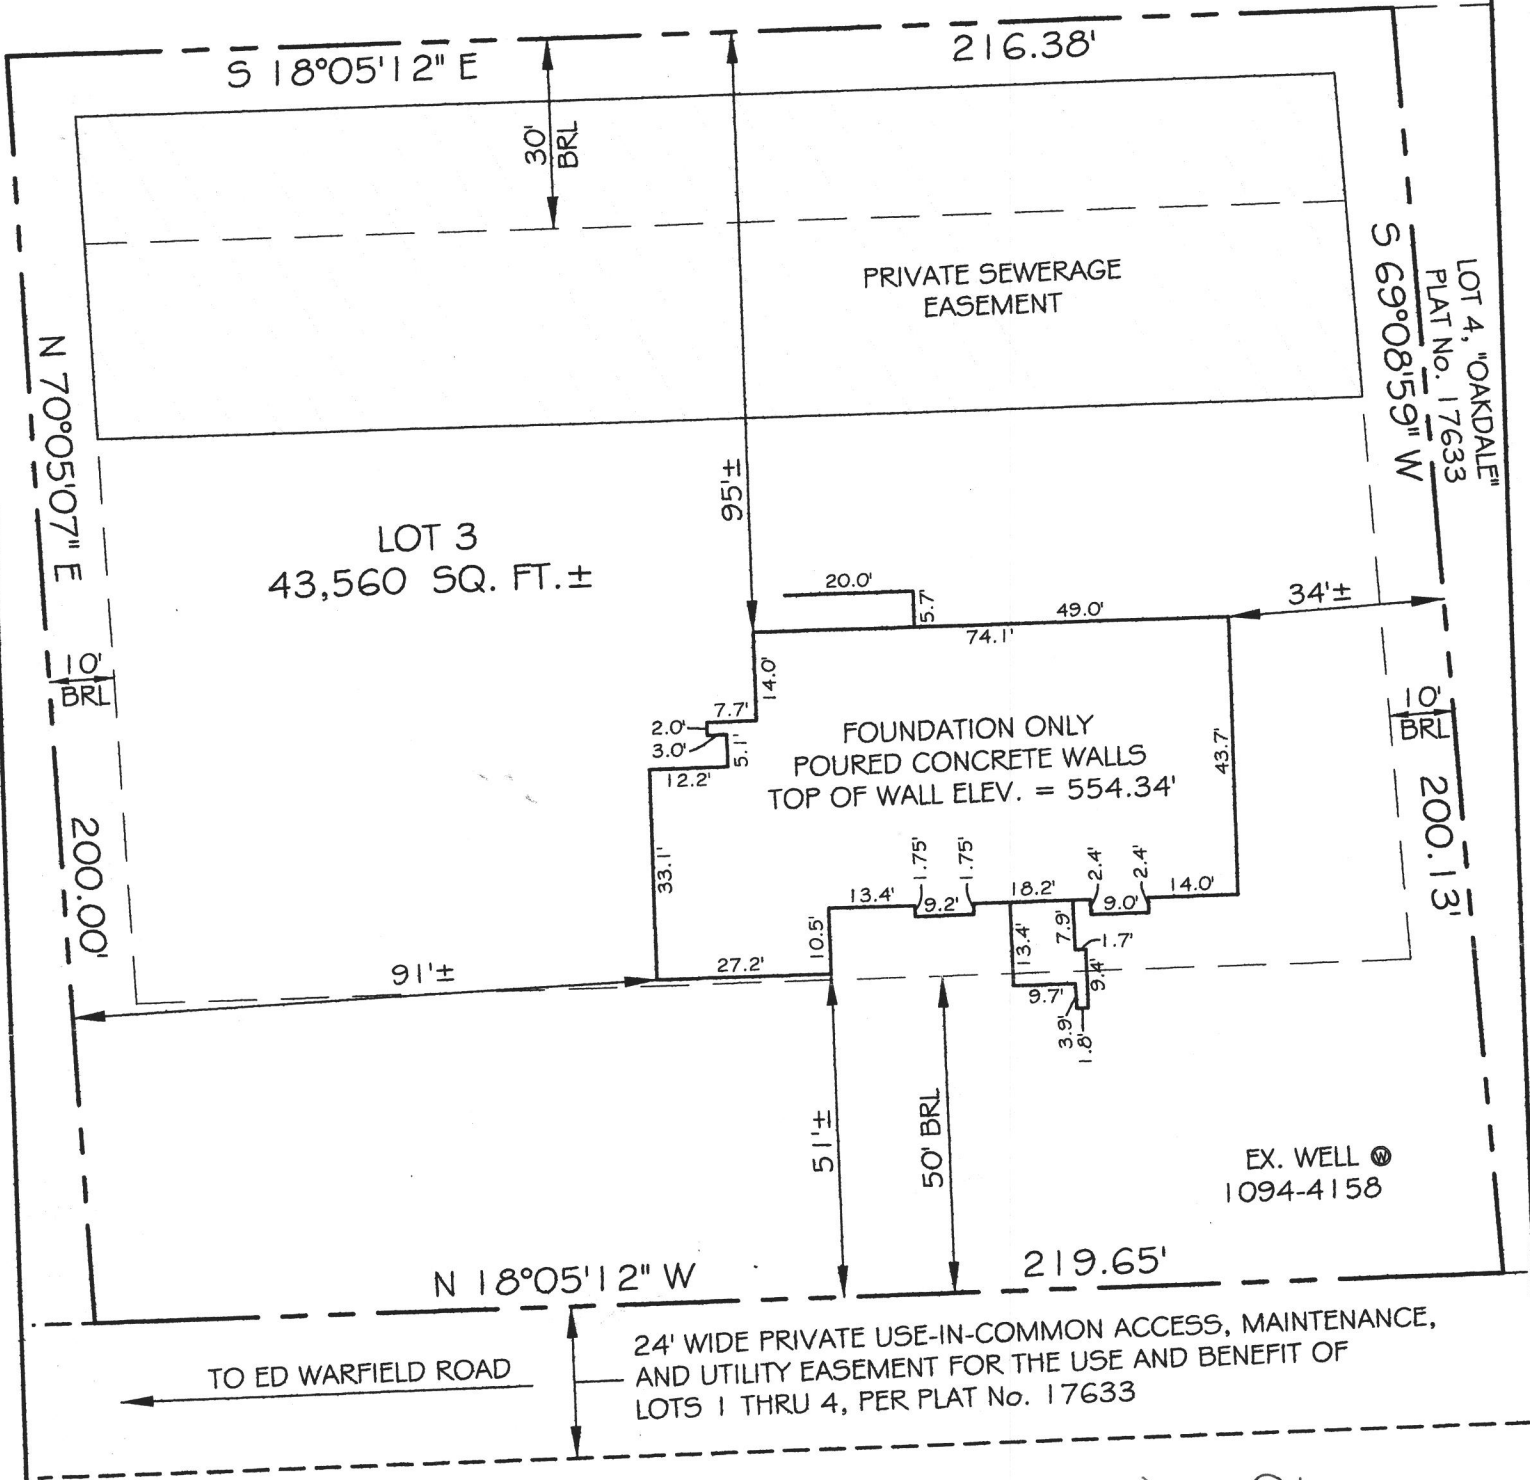 S 18°05'12" E
216.38'
30'
BRL
PRIVATE SEWERAGE
EASEMENT
S 69°08'59" W
200.13'
LOT 4, "OAKDALE"
PLAT No. 17633
N 70°05'07" E
200.00'
95'±
LOT 3
43,560 SQ. FT.±
20.0'
5.7'
49.0'
74.1'
34'±
10'
BRL
14.0'
7.7'
2.0'
3.0'
5.1'
12.2'
FOUNDATION ONLY
POURED CONCRETE WALLS
TOP OF WALL ELEV. = 554.34'
43.7'
10'
BRL
33.1'
1.75'
1.75'
2.4'
2.4'
13.4'
9.2'
18.2'
9.0'
14.0'
10.5'
13.4'
7.9'
1.7'
9.4'
27.2'
91'±
9.7'
3.9'
1.8'
51'±
50' BRL
EX. WELL W
1094-4158
N 18°05'12" W
219.65'
24' WIDE PRIVATE USE-IN-COMMON ACCESS, MAINTENANCE,
AND UTILITY EASEMENT FOR THE USE AND BENEFIT OF
LOTS 1 THRU 4, PER PLAT No. 17633
TO ED WARFIELD ROAD